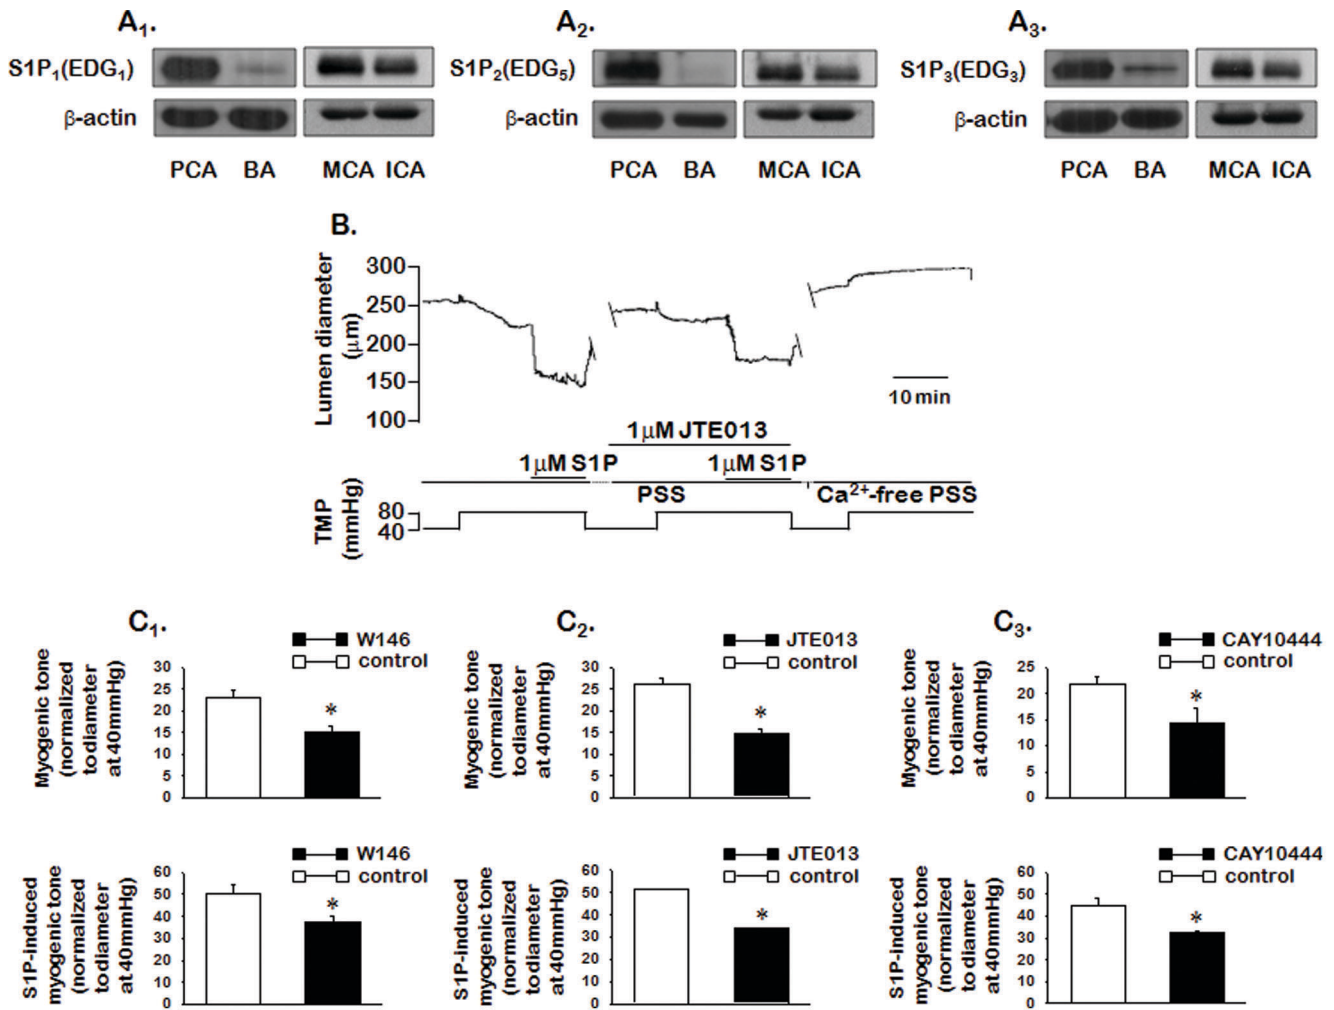 A1.
S1P1(EDG1)
β-actin
PCA BA MCA ICA
A2.
S1P2(EDG5)
β-actin
PCA BA MCA ICA
A3.
S1P3(EDG3)
β-actin
PCA BA MCA ICA
B.
Lumen diameter
(μm)
300
250
200
150
100
10 min
1μM JTE013
1μM S1P
1μM S1P
PSS
Ca2+-free PSS
TMP
(mmHg)
80
40
C1.
W146
control
Myogenic tone
(normalized
to diameter
at 40mmHg)
30
25
20
15
10
5
0
*
C2.
JTE013
control
Myogenic tone
(normalized
to diameter
at 40mmHg)
30
25
20
15
10
5
0
*
C3.
CAY10444
control
Myogenic tone
(normalized
to diameter
at 40mmHg)
25
20
15
10
5
0
*
W146
control
S1P-induced
myogenic tone
(normalized
to diameter
at 40mmHg)
60
50
40
30
20
10
0
*
JTE013
control
S1P-induced
myogenic tone
(normalized
to diameter
at 40mmHg)
60
50
40
30
20
10
0
*
CAY10444
control
S1P-induced
myogenic tone
(normalized
to diameter
at 40mmHg)
60
50
40
30
20
10
0
*